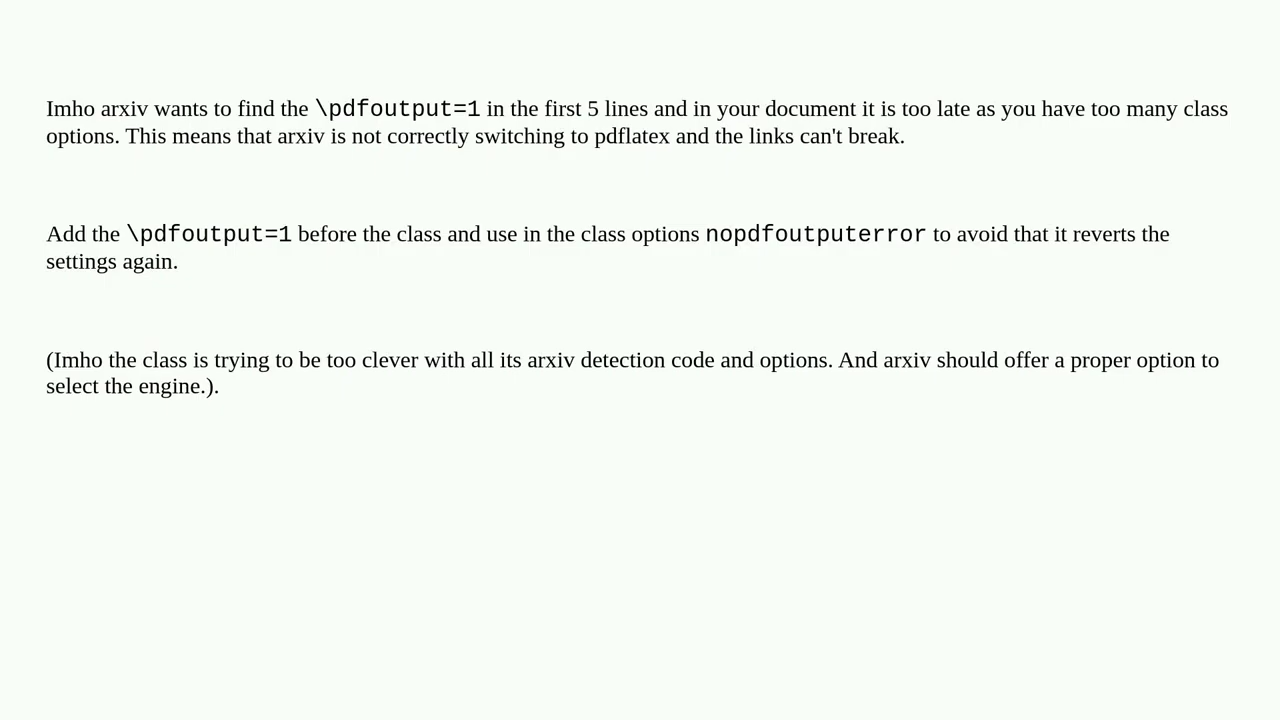 Imho arxiv wants to find the \pdfoutput=1 in the first 5 lines and in your document it is too late as you have too many class
options. This means that arxiv is not correctly switching to pdflatex and the links can't break.
Add the \pdfoutput=1 before the class and use in the class options nopdfoutputerror to avoid that it reverts the
settings again.
(Imho the class is trying to be too clever with all its arxiv detection code and options. And arxiv should offer a proper option to
select the engine.).